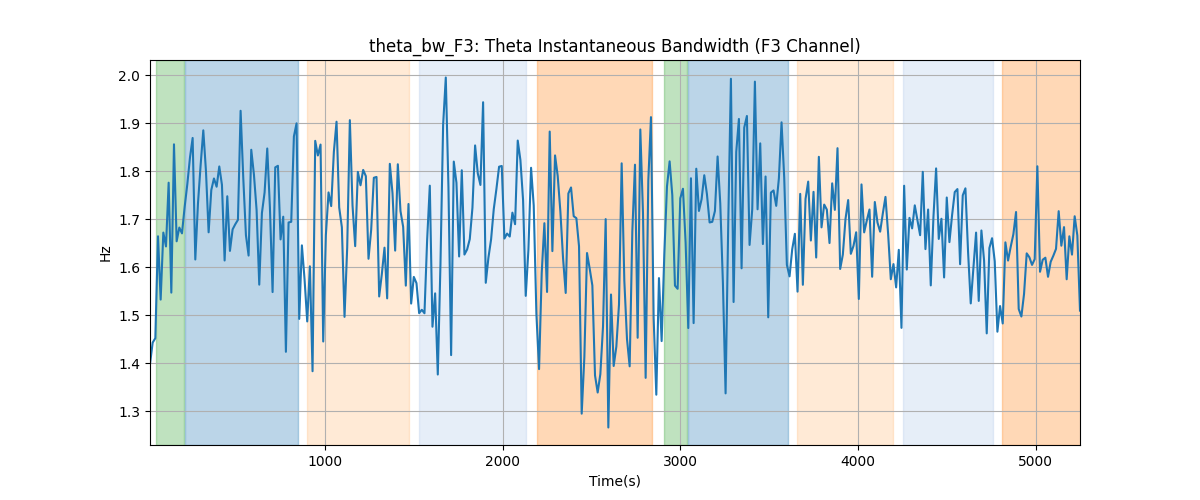 theta_bw_F3: Theta Instantaneous Bandwidth (F3 Channel)
Hz
2.0
1.9
1.8
1.7
1.6
1.5
1.4
1.3
1000 2000 3000 4000 5000
Time(s)